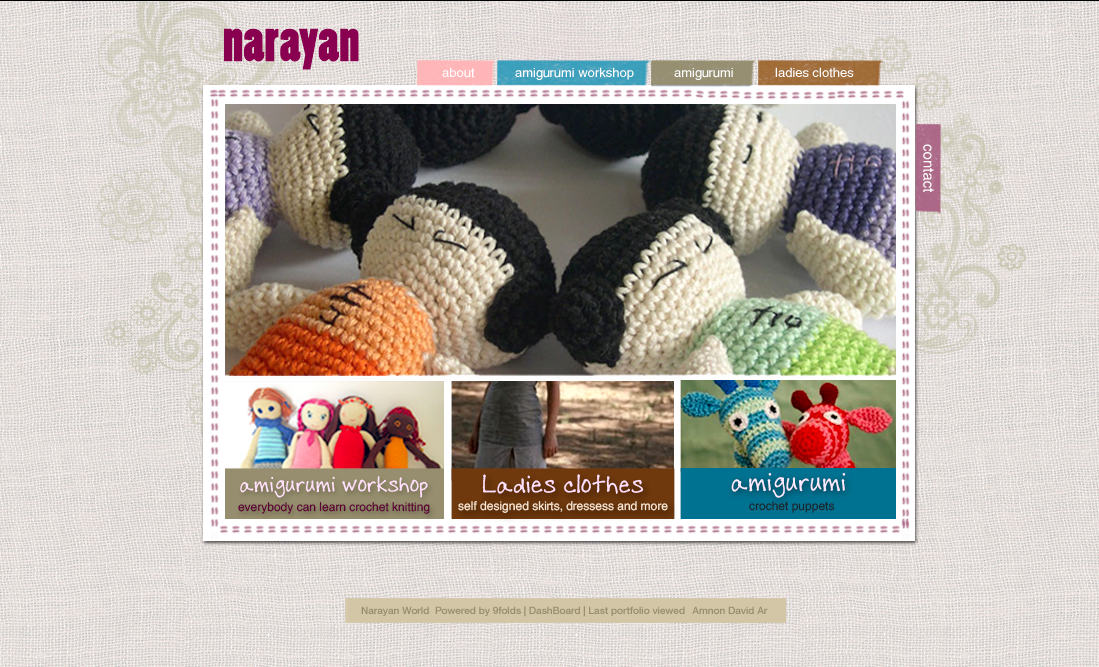 narayan
about
amigurumi workshop
amigurumi
ladies clothes
contact
amigurumi workshop
everybody can learn crochet knitting
Ladies clothes
self designed skirts, dressess and more
amigurumi
crochet puppets
Narayan World Powered by 9folds | DashBoard | Last portfolio viewed Amnon David Ar